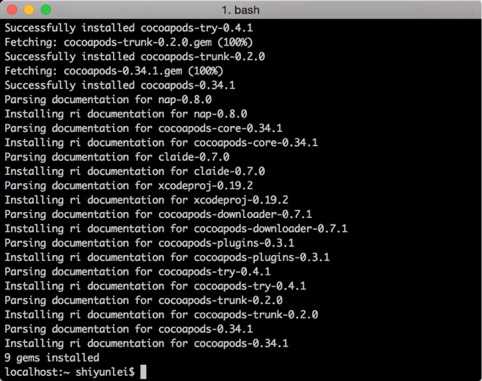 1. bash
Successfully installed cocoapods-try-0.4.1
Fetching: cocoapods-trunk-0.2.0.gem (100%)
Successfully installed cocoapods-trunk-0.2.0
Fetching: cocoapods-0.34.1.gem (100%)
Successfully installed cocoapods-0.34.1
Parsing documentation for nap-0.8.0
Installing ri documentation for nap-0.8.0
Parsing documentation for cocoapods-core-0.34.1
Installing ri documentation for cocoapods-core-0.34.1
Parsing documentation for claide-0.7.0
Installing ri documentation for claide-0.7.0
Parsing documentation for xcodeproj-0.19.2
Installing ri documentation for xcodeproj-0.19.2
Parsing documentation for cocoapods-downloader-0.7.1
Installing ri documentation for cocoapods-downloader-0.7.1
Parsing documentation for cocoapods-plugins-0.3.1
Installing ri documentation for cocoapods-plugins-0.3.1
Parsing documentation for cocoapods-try-0.4.1
Installing ri documentation for cocoapods-try-0.4.1
Parsing documentation for cocoapods-trunk-0.2.0
Installing ri documentation for cocoapods-trunk-0.2.0
Parsing documentation for cocoapods-0.34.1
Installing ri documentation for cocoapods-0.34.1
9 gems installed
localhost:~ shiyunlei$